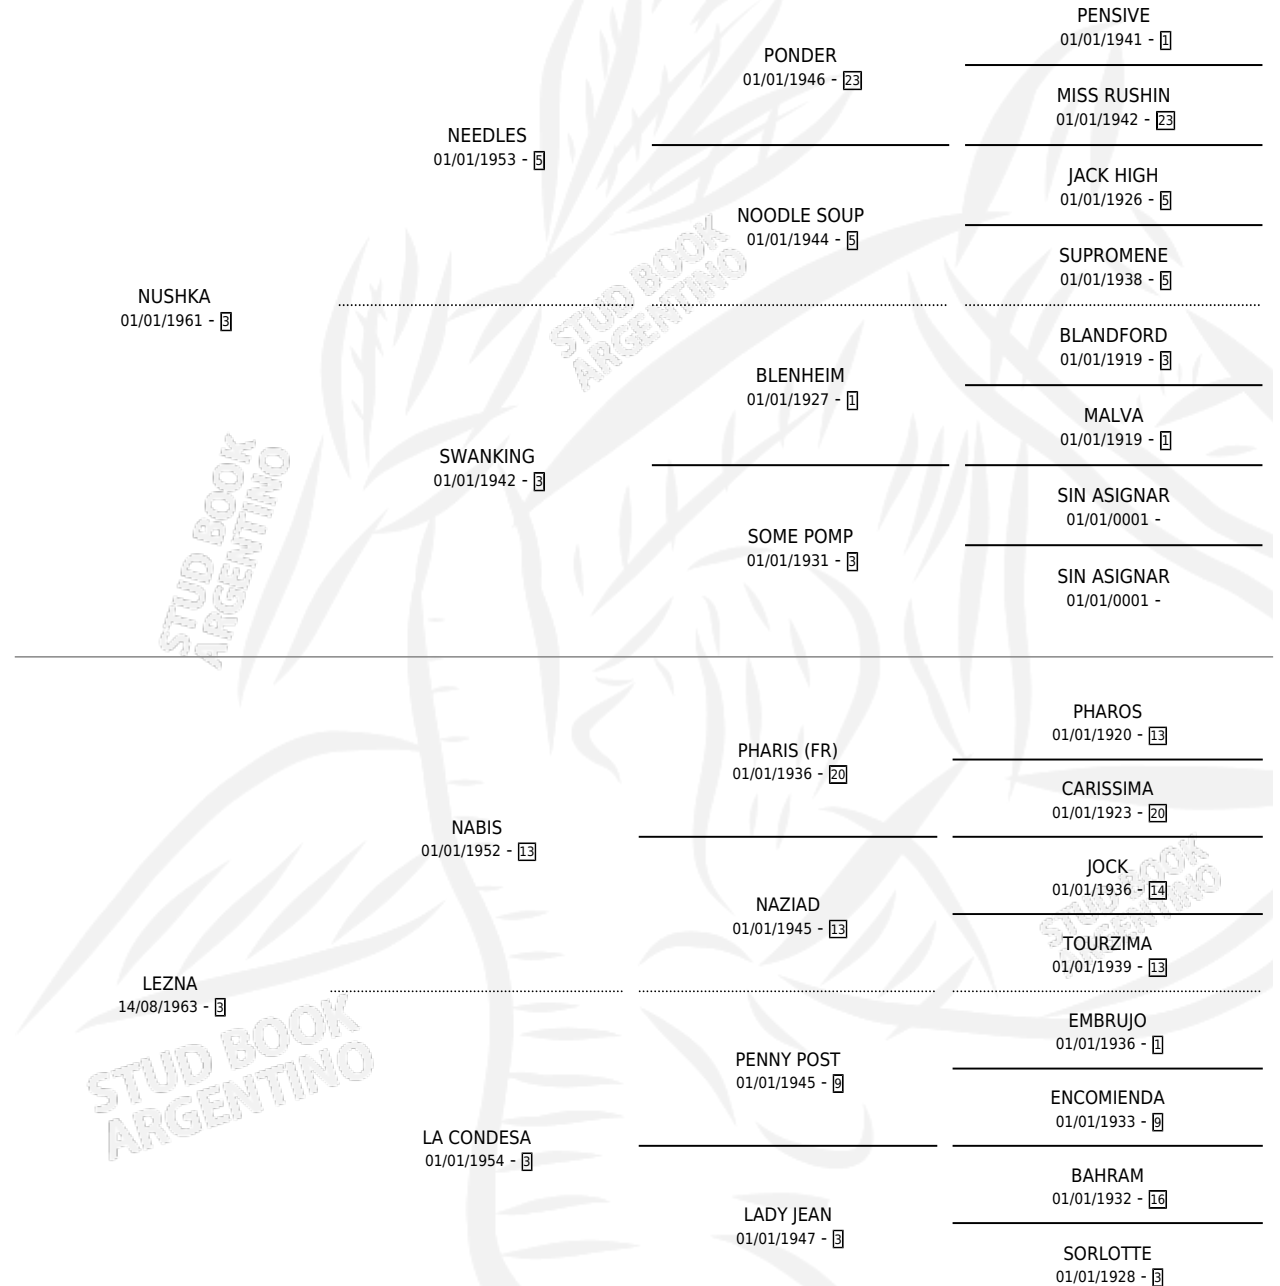 PENSIVE
01/01/1941 - 1
PONDER
01/01/1946 - 23
MISS RUSHIN
01/01/1942 - 23
NEEDLES
01/01/1953 - 5
JACK HIGH
01/01/1926 - 5
NOODLE SOUP
01/01/1944 - 5
SUPROMENE
01/01/1938 - 5
NUSHKA
01/01/1961 - 3
BLANDFORD
01/01/1919 - 3
BLENHEIM
01/01/1927 - 1
MALVA
01/01/1919 - 1
SWANKING
01/01/1942 - 3
SIN ASIGNAR
01/01/0001 -
SOME POMP
01/01/1931 - 3
SIN ASIGNAR
01/01/0001 -
PHAROS
01/01/1920 - 13
PHARIS (FR)
01/01/1936 - 20
CARISSIMA
01/01/1923 - 20
NABIS
01/01/1952 - 13
JOCK
01/01/1936 - 14
NAZIAD
01/01/1945 - 13
TOURZIMA
01/01/1939 - 13
LEZNA
14/08/1963 - 3
EMBRUJO
01/01/1936 - 1
PENNY POST
01/01/1945 - 9
ENCOMIENDA
01/01/1933 - 9
LA CONDESA
01/01/1954 - 3
BAHRAM
01/01/1932 - 16
LADY JEAN
01/01/1947 - 3
SORLOTTE
01/01/1928 - 3
STUD BOOK
ARGENTINO
STUD BOOK
ARGENTINO
STUD BOOK
ARGENTINO
STUD BOOK
ARGENTINO